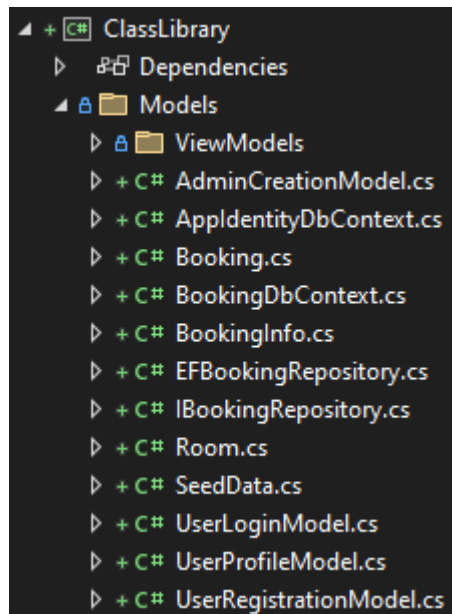 C# ClassLibrary
Dependencies
Models
ViewModels
C# AdminCreationModel.cs
C# AppIdentityDbContext.cs
C# Booking.cs
C# BookingDbContext.cs
C# BookingInfo.cs
C# EFBookingRepository.cs
C# IBookingRepository.cs
C# Room.cs
C# SeedData.cs
C# UserLoginModel.cs
C# UserProfileModel.cs
C# UserRegistrationModel.cs